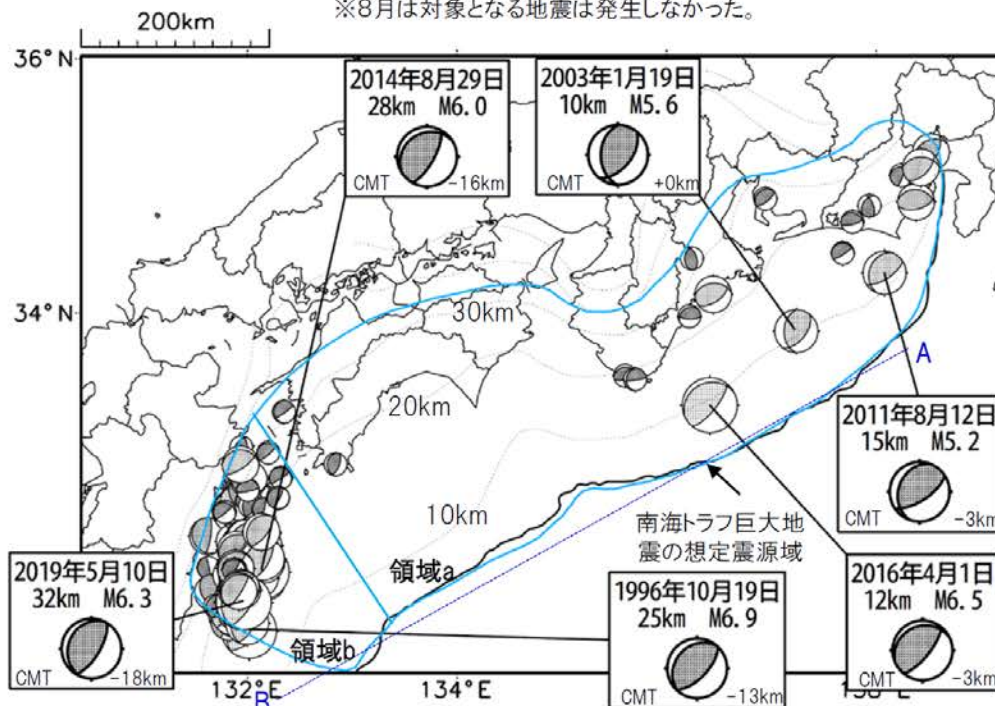 ※8月は対象となる地震は発生しなかった。
200km
36°N
2014年8月29日
28km M6.0
CMT -16km
2003年1月19日
10km M5.6
CMT +0km
34°N
30km
A
20km
2011年8月12日
15km M5.2
CMT -3km
10km
南海トラフ巨大地
震の想定震源域
領域a
2019年5月10日
32km M6.3
CMT -18km
1996年10月19日
25km M6.9
CMT -13km
2016年4月1日
12km M6.5
CMT -3km
領域b
132°E
134°E
B